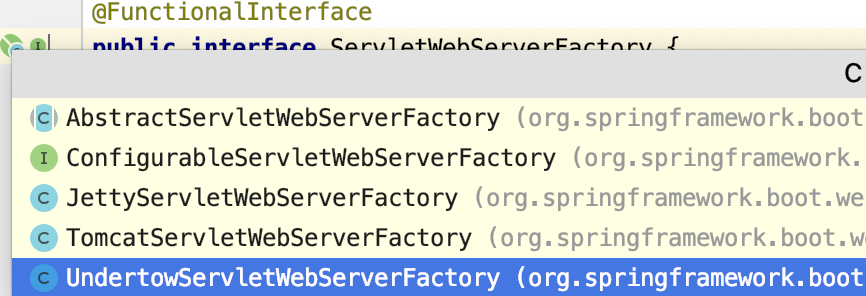 @FunctionalInterface
public interface ServletWebServerFactory {
C
C AbstractServletWebServerFactory (org.springframework.boot
I ConfigurableServletWebServerFactory (org.springframework.
C JettyServletWebServerFactory (org.springframework.boot.we
C TomcatServletWebServerFactory (org.springframework.boot.w
C UndertowServletWebServerFactory (org.springframework.boot